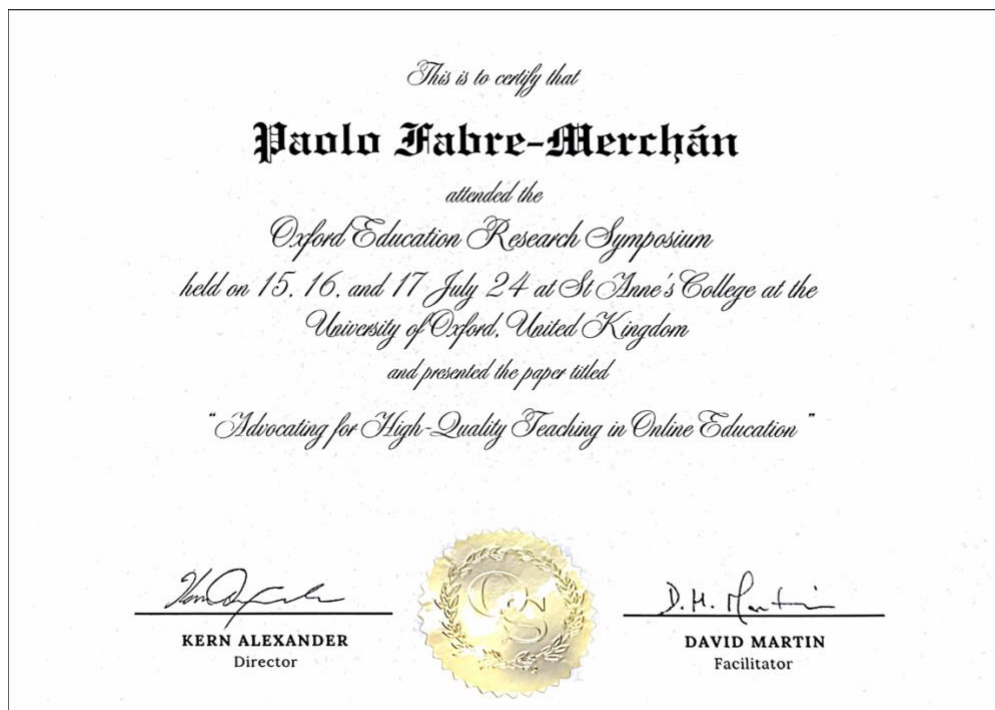 This is to certify that
Paolo Fabre-Merchán
attended the
Oxford Education Research Symposium
held on 15, 16, and 17 July 24 at St Anne's College at the
University of Oxford, United Kingdom
and presented the paper titled
"Advocating for High-Quality Teaching in Online Education"
D.H. Martin
KERN ALEXANDER
Director
DAVID MARTIN
Facilitator